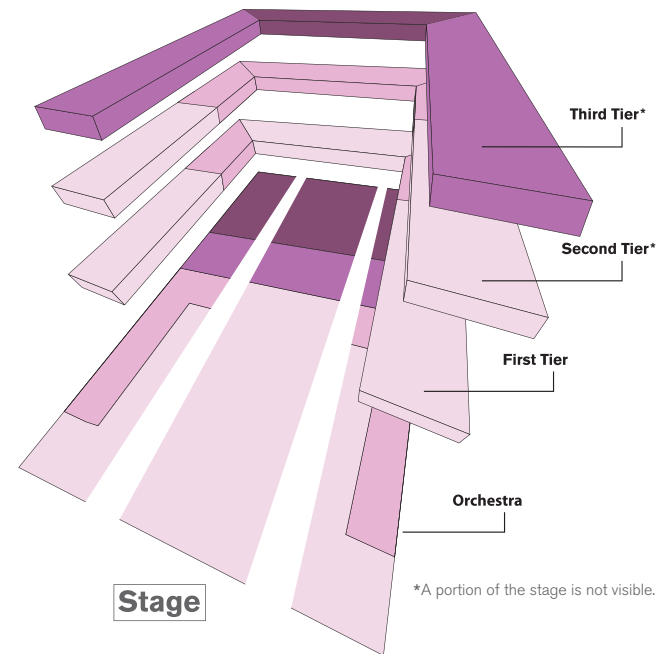 Third Tier*
Second Tier*
First Tier
Orchestra
*A portion of the stage is not visible.
Stage